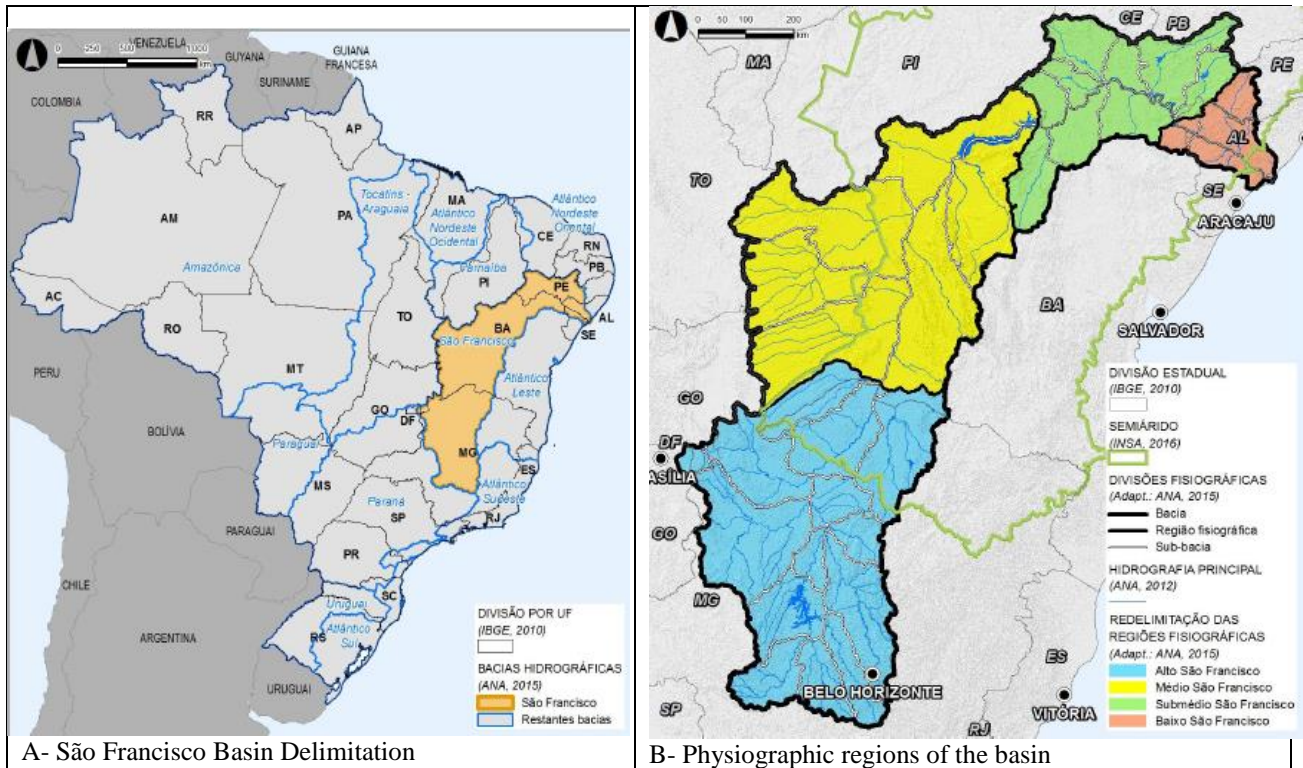 0 250 500 1.000
km
VENEZUELA
GUYANA
GUIANA
FRANCESA
SURINAME
COLOMBIA
RR
AP
AM
PA
Tocatins -
Araguaia
MA
Atlântico
Nordeste
Ocidental
Atlântico
Nordeste
Oriental
CE
RN
PB
Amazônica
Parnaíba
PI
PE
AC
RO
TO
BA
AL
SE
São Francisco
PERU
MT
Atlântico
Leste
BOLÍVIA
GO
DF
Paraguai
MG
ES
MS
Atlântico
Sudeste
Paraná
SP
RJ
PARAGUAI
PR
CHILE
SC
Uruguai
Atlântico
Sul
RS
ARGENTINA
URUGUAI
DIVISÃO POR UF
(IBGE, 2010)
BACIAS HIDROGRÁFICAS
(ANA, 2015)
São Francisco
Restantes bacias
A- São Francisco Basin Delimitation
0 50 100 200
km
CE
PB
MA
PI
PE
AL
TO
SE
ARACAJU
BA
SALVADOR
GO
DF
ASÍLIA
GO
MG
BELO HORIZONTE
ES
VITÓRIA
SP
RJ
DIVISÃO ESTADUAL
(IBGE, 2010)
SEMIÁRIDO
(INSA, 2016)
DIVISÕES FISIOGRÁFICAS
(Adapt.: ANA, 2015)
Bacia
Região fisiográfica
Sub-bacia
HIDROGRAFIA PRINCIPAL
(ANA, 2012)
REDELIMITAÇÃO DAS
REGIÕES FISIOGRÁFICAS
(Adapt.: ANA, 2015)
Alto São Francisco
Médio São Francisco
Submédio São Francisco
Baixo São Francisco
B- Physiographic regions of the basin